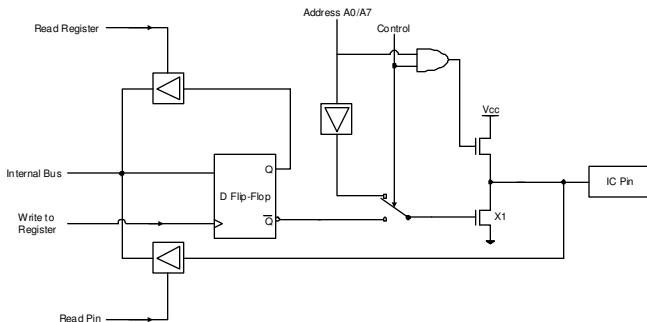 Address A0/A7
Read Register
Control
Vcc
Internal Bus
Q
D Flip-Flop
IC Pin
Write to
Register
Q
X1
Read Pin